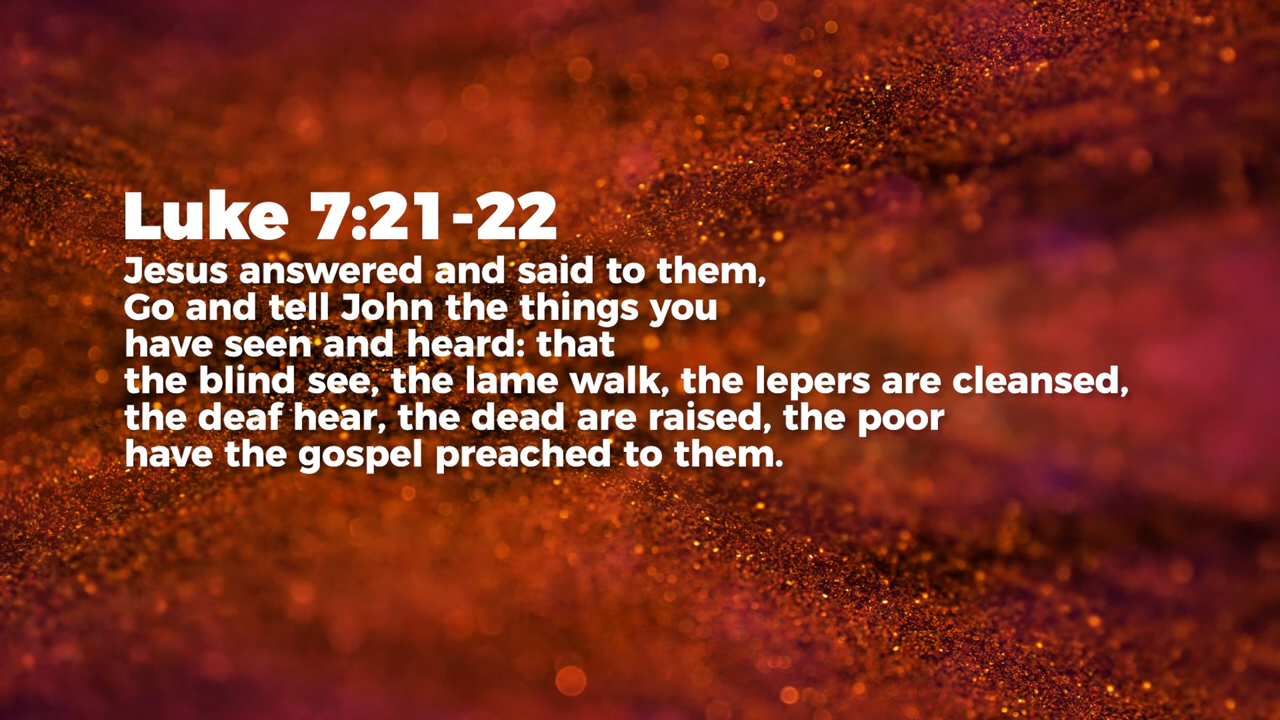 Luke 7:21-22
Jesus answered and said to them,
Go and tell John the things you
have seen and heard: that
the blind see, the lame walk, the lepers are cleansed,
the deaf hear, the dead are raised, the poor
have the gospel preached to them.